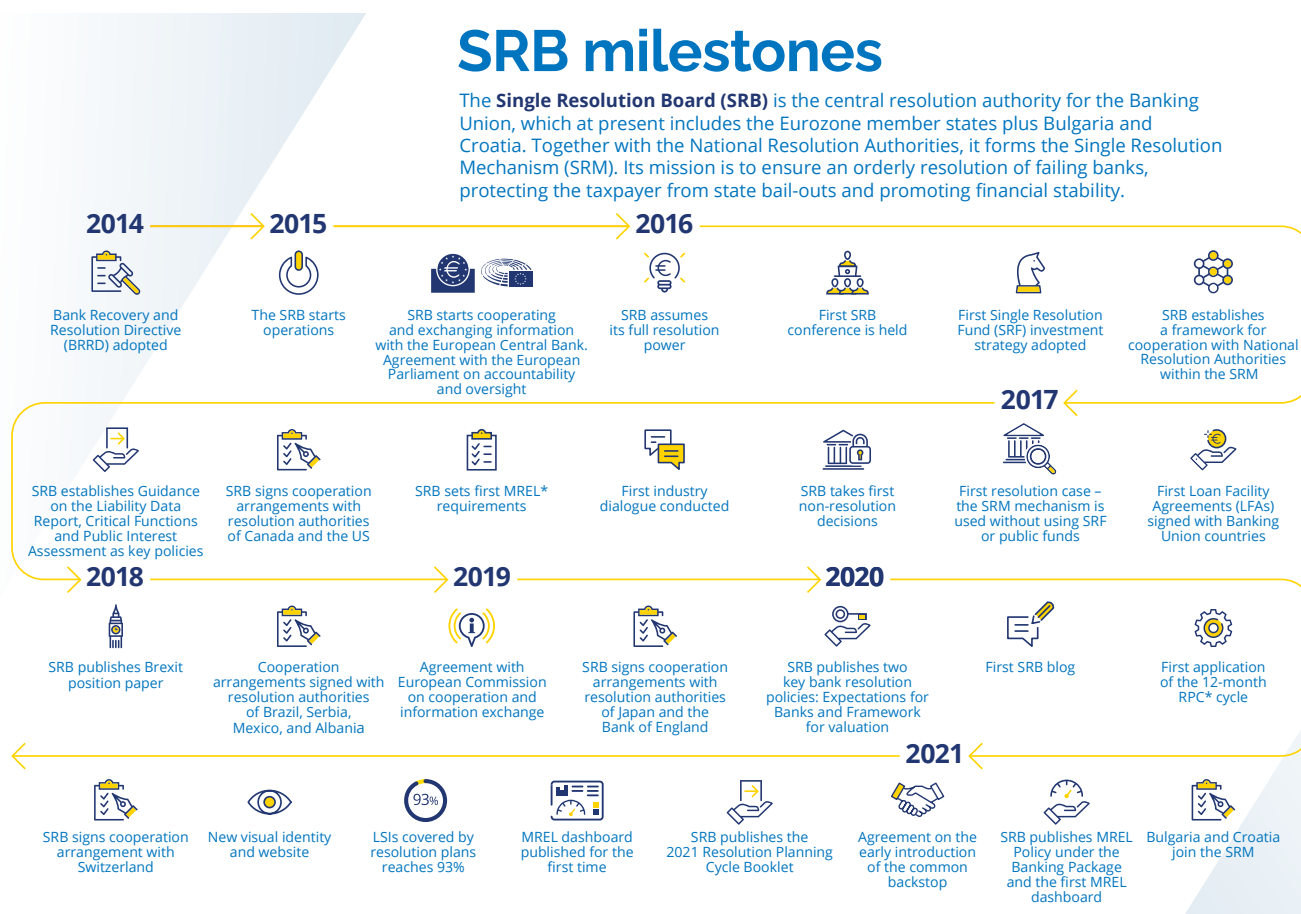 SRB milestones
The Single Resolution Board (SRB) is the central resolution authority for the Banking
Union, which at present includes the Eurozone member states plus Bulgaria and
Croatia. Together with the National Resolution Authorities, it forms the Single Resolution
Mechanism (SRM). Its mission is to ensure an orderly resolution of failing banks,
protecting the taxpayer from state bail-outs and promoting financial stability.
2014
Bank Recovery and
Resolution Directive
(BRRD) adopted
2015
The SRB starts
operations
SRB starts cooperating
and exchanging information
with the European Central Bank.
Agreement with the European
Parliament on accountability
and oversight
2016
SRB assumes
its full resolution
power
First SRB
conference is held
First Single Resolution
Fund (SRF) investment
strategy adopted
SRB establishes
a framework for
cooperation with National
Resolution Authorities
within the SRM
2017
SRB establishes Guidance
on the Liability Data
Report, Critical Functions
and Public Interest
Assessment as key policies
SRB signs cooperation
arrangements with
resolution authorities
of Canada and the US
SRB sets first MREL*
requirements
First industry
dialogue conducted
SRB takes first
non-resolution
decisions
First resolution case –
the SRM mechanism is
used without using SRF
or public funds
First Loan Facility
Agreements (LFAs)
signed with Banking
Union countries
2018
SRB publishes Brexit
position paper
Cooperation
arrangements signed with
resolution authorities
of Brazil, Serbia,
Mexico, and Albania
2019
Agreement with
European Commission
on cooperation and
information exchange
SRB signs cooperation
arrangements with
resolution authorities
of Japan and the
Bank of England
2020
SRB publishes two
key bank resolution
policies: Expectations for
Banks and Framework
for valuation
First SRB blog
First application
of the 12-month
RPC* cycle
2021
SRB signs cooperation
arrangement with
Switzerland
New visual identity
and website
93%
LSIs covered by
resolution plans
reaches 93%
MREL dashboard
published for the
first time
SRB publishes the
2021 Resolution Planning
Cycle Booklet
Agreement on the
early introduction
of the common
backstop
SRB publishes MREL
Policy under the
Banking Package
and the first MREL
dashboard
Bulgaria and Croatia
join the SRM